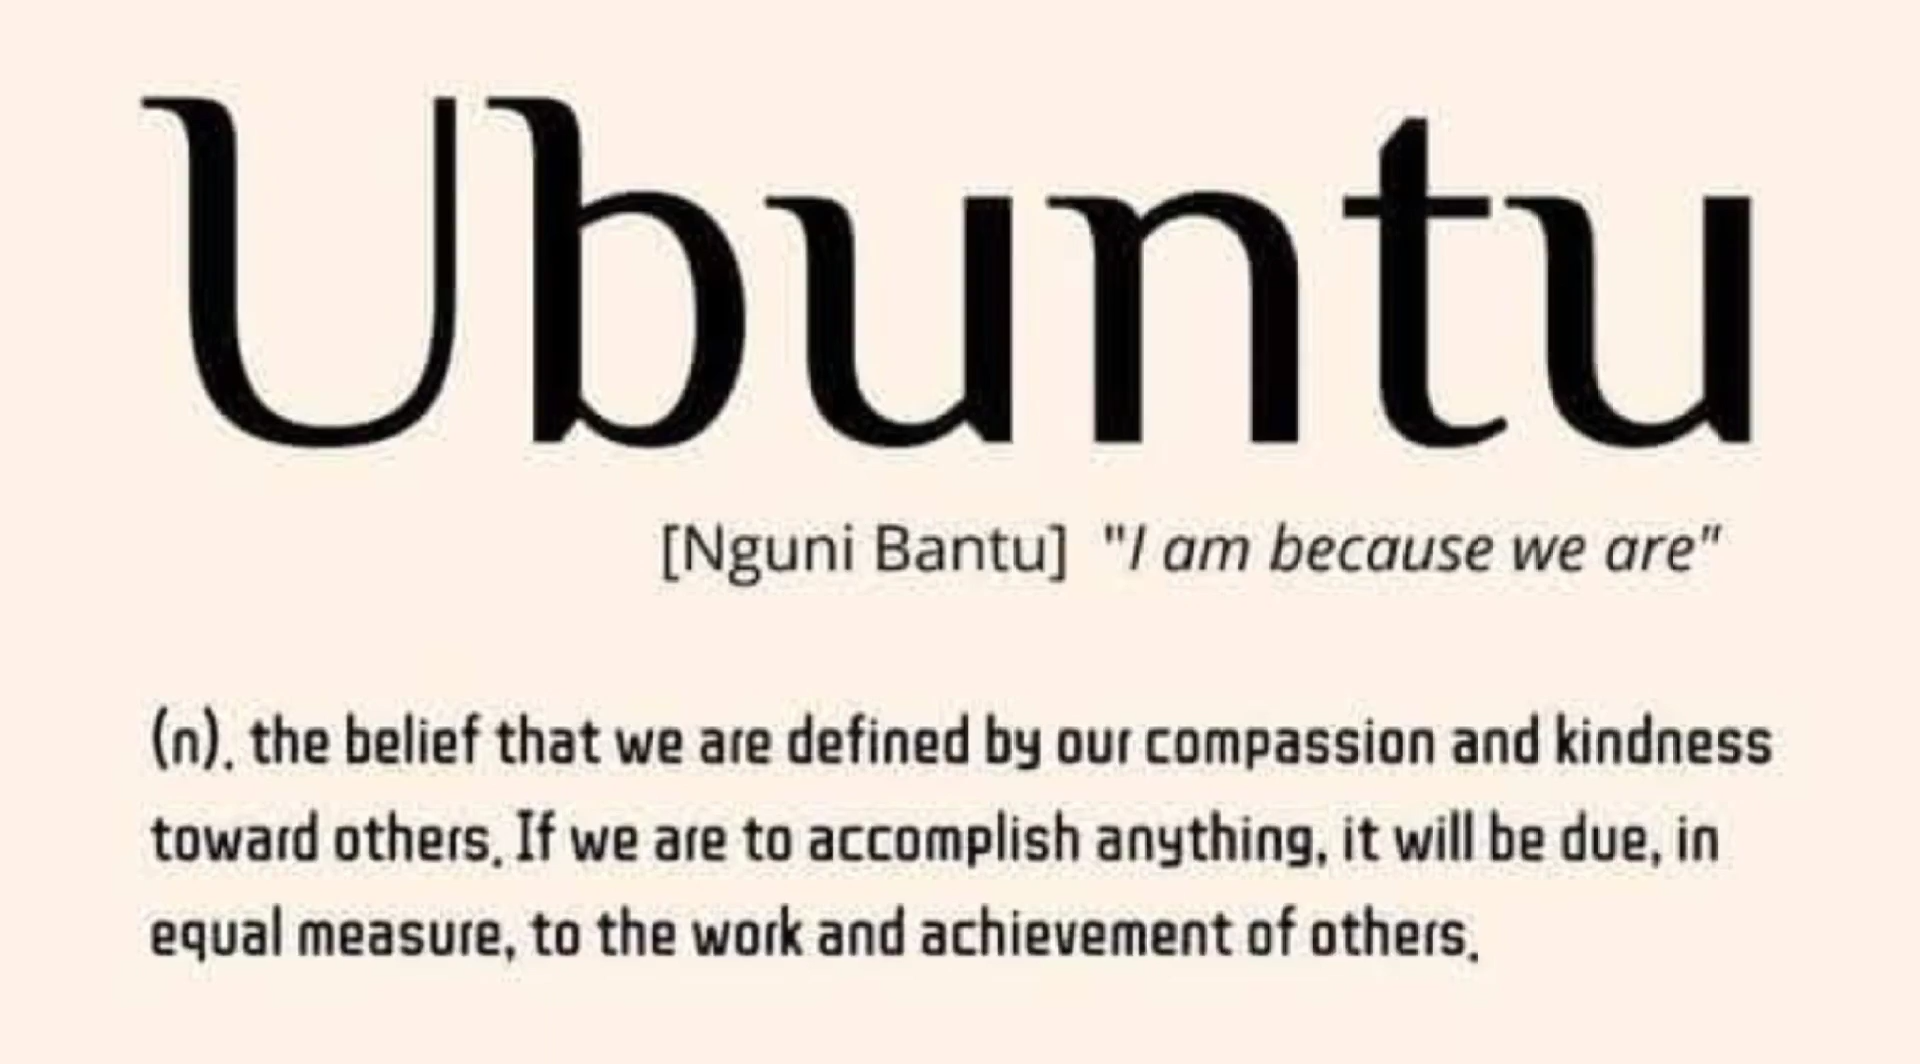 Ubuntu
[Nguni Bantu] "I am because we are"
(n). the belief that we are defined by our compassion and kindness
toward others. If we are to accomplish anything, it will be due, in
equal measure, to the work and achievement of others.